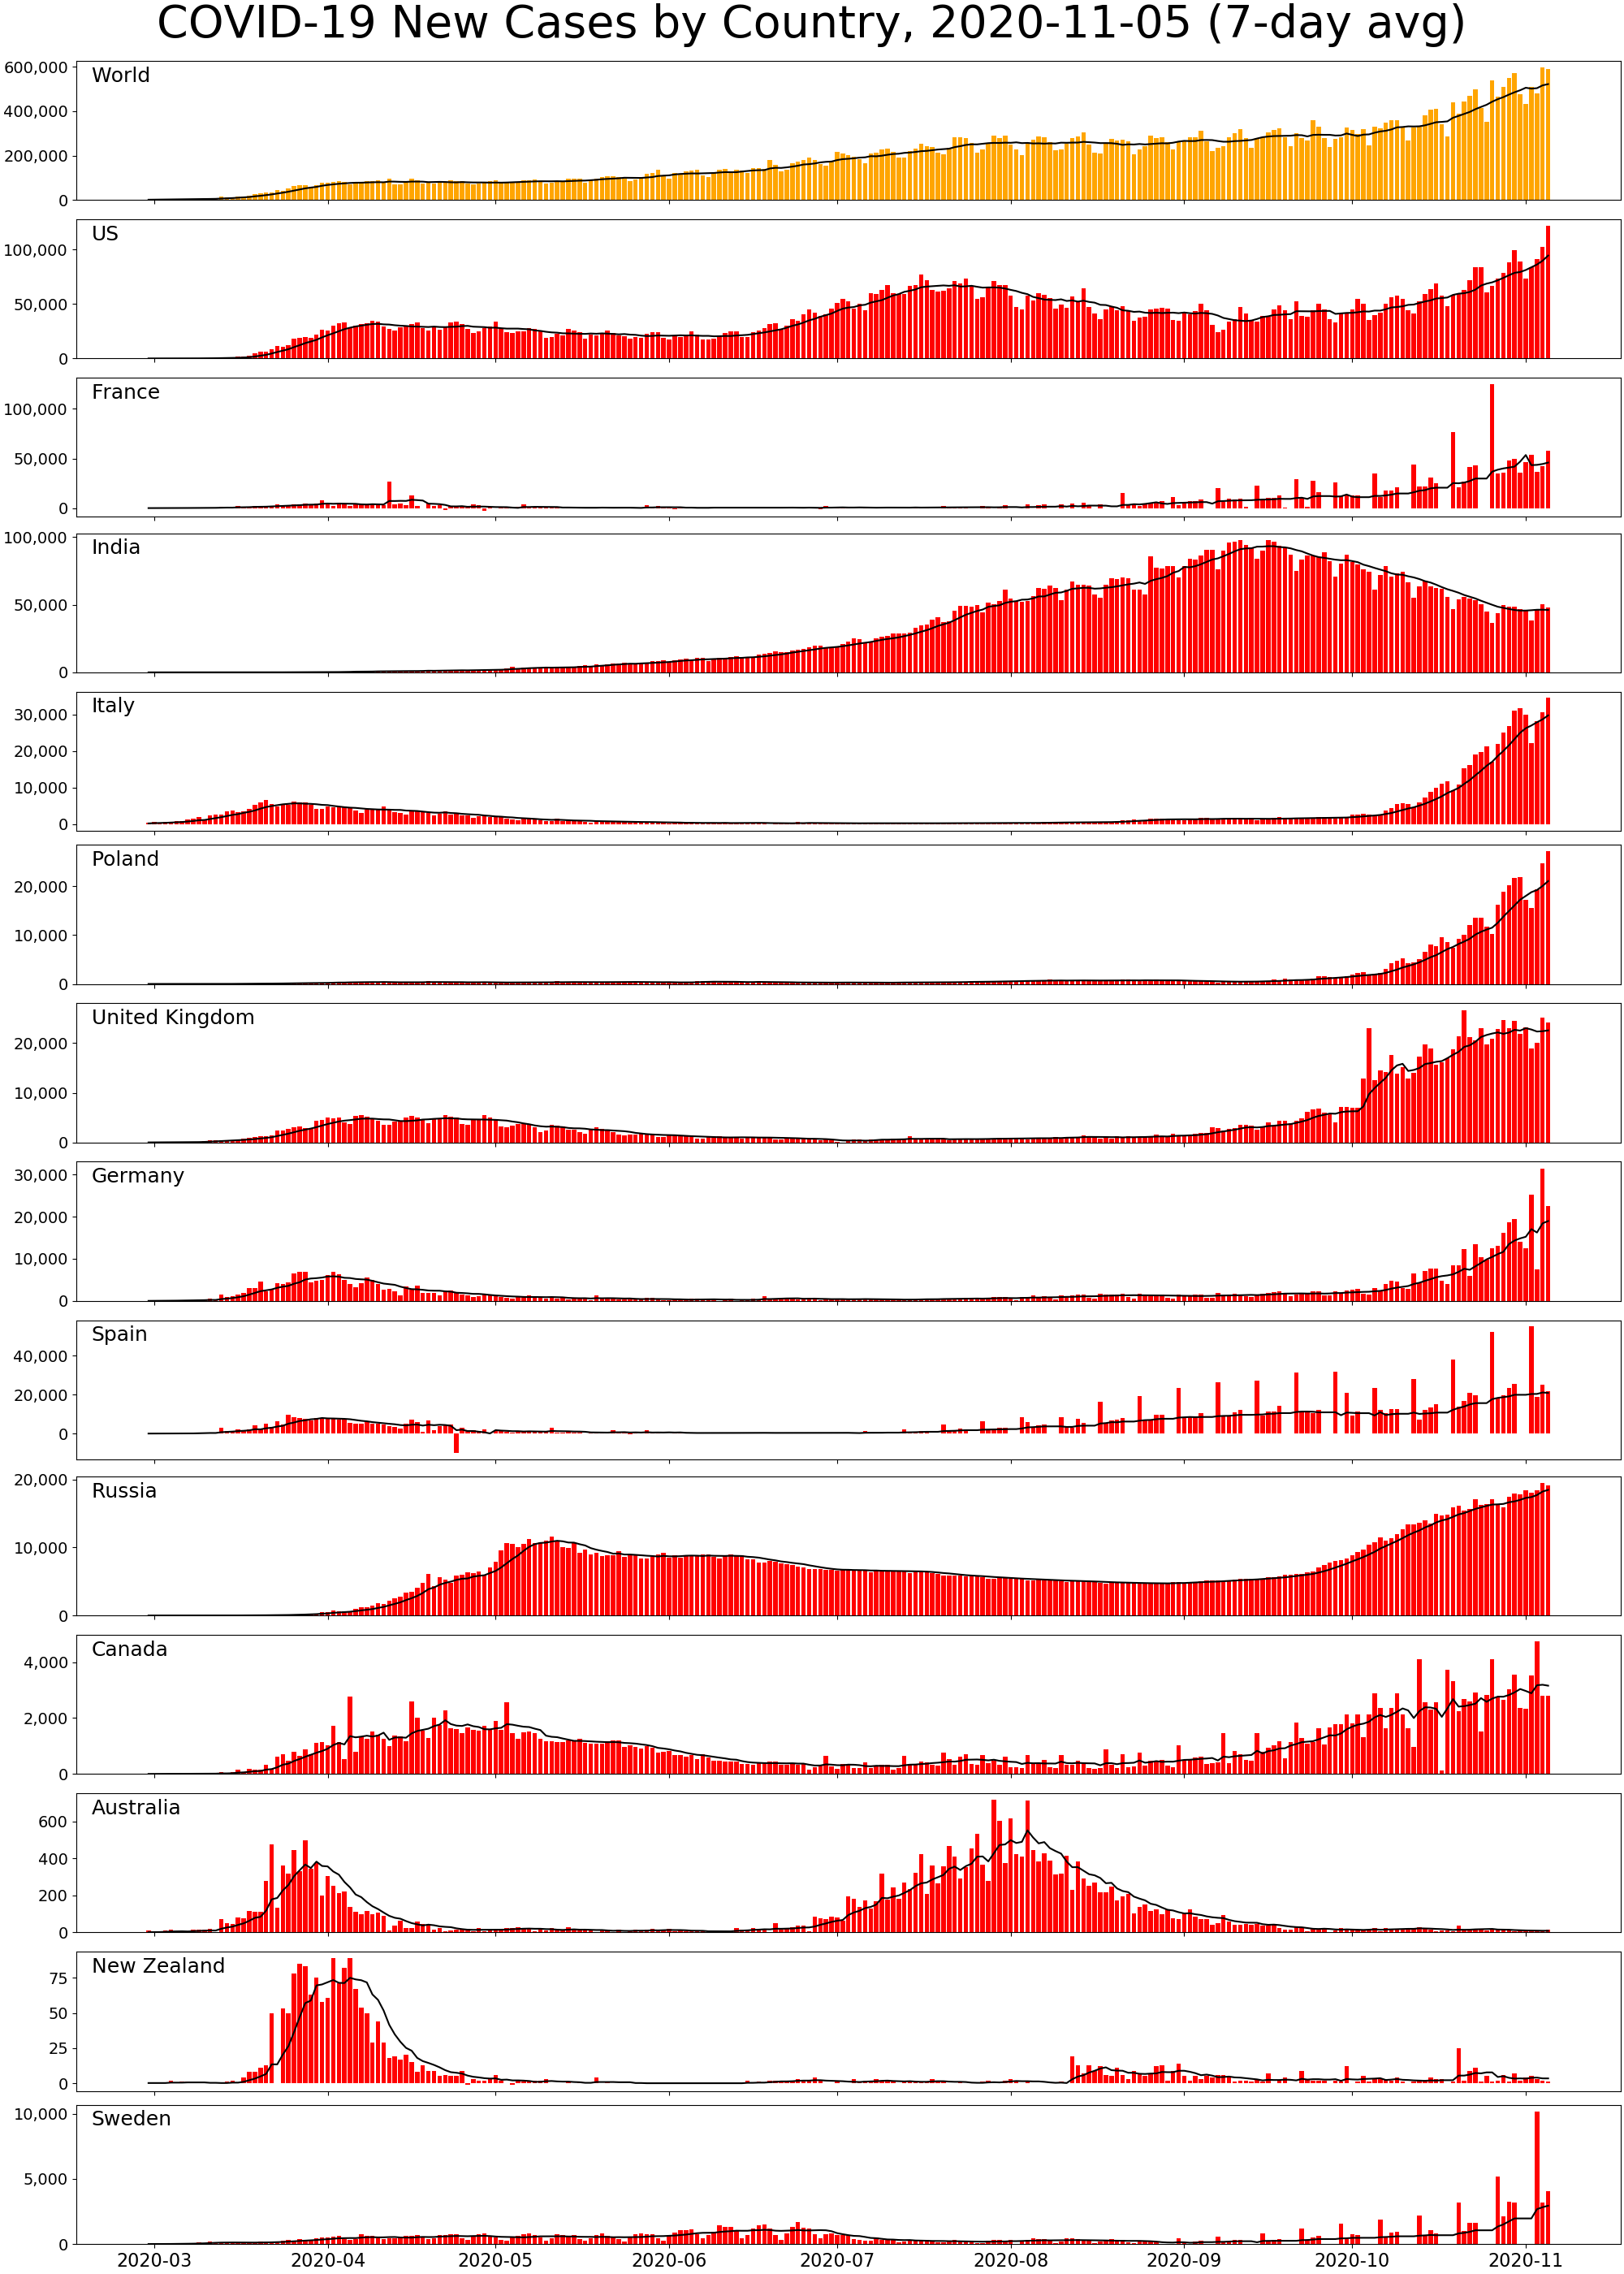 COVID-19 New Cases by Country, 2020-11-05 (7-day avg)
World
600,000
400,000
200,000
0
US
100,000
50,000
0
France
100,000
50,000
0
India
100,000
50,000
0
Italy
30,000
20,000
10,000
0
Poland
20,000
10,000
0
United Kingdom
20,000
10,000
0
Germany
30,000
20,000
10,000
0
Spain
40,000
20,000
0
Russia
20,000
10,000
0
Canada
4,000
2,000
0
Australia
600
400
200
0
New Zealand
75
50
25
0
Sweden
10,000
5,000
0
2020-03 2020-04 2020-05 2020-06 2020-07 2020-08 2020-09 2020-10 2020-11